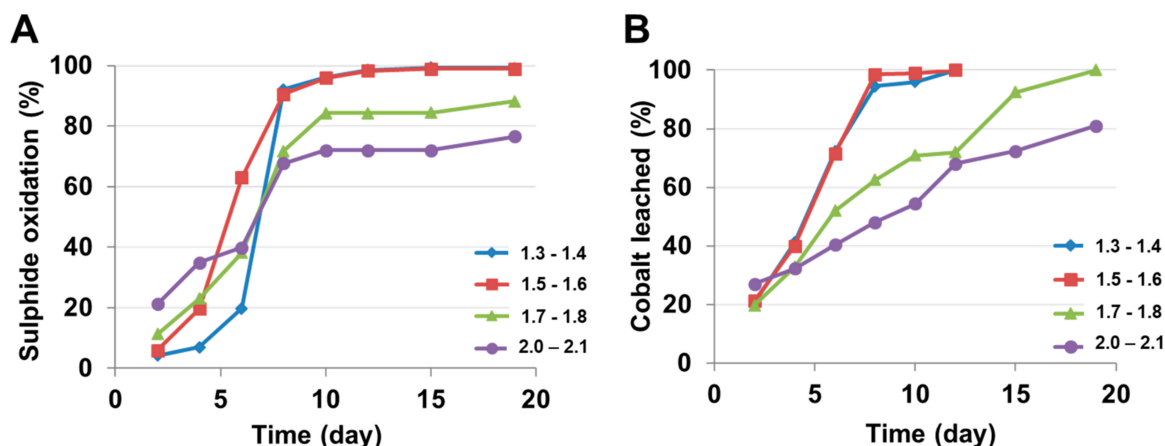 A
Sulphide oxidation (%)
100
80
60
40
20
0
0
5
10
15
20
Time (day)
1.3 - 1.4
1.5 - 1.6
1.7 - 1.8
2.0 – 2.1
B
Cobalt leached (%)
100
80
60
40
20
0
0
5
10
15
20
Time (day)
1.3 - 1.4
1.5 - 1.6
1.7 - 1.8
2.0 – 2.1